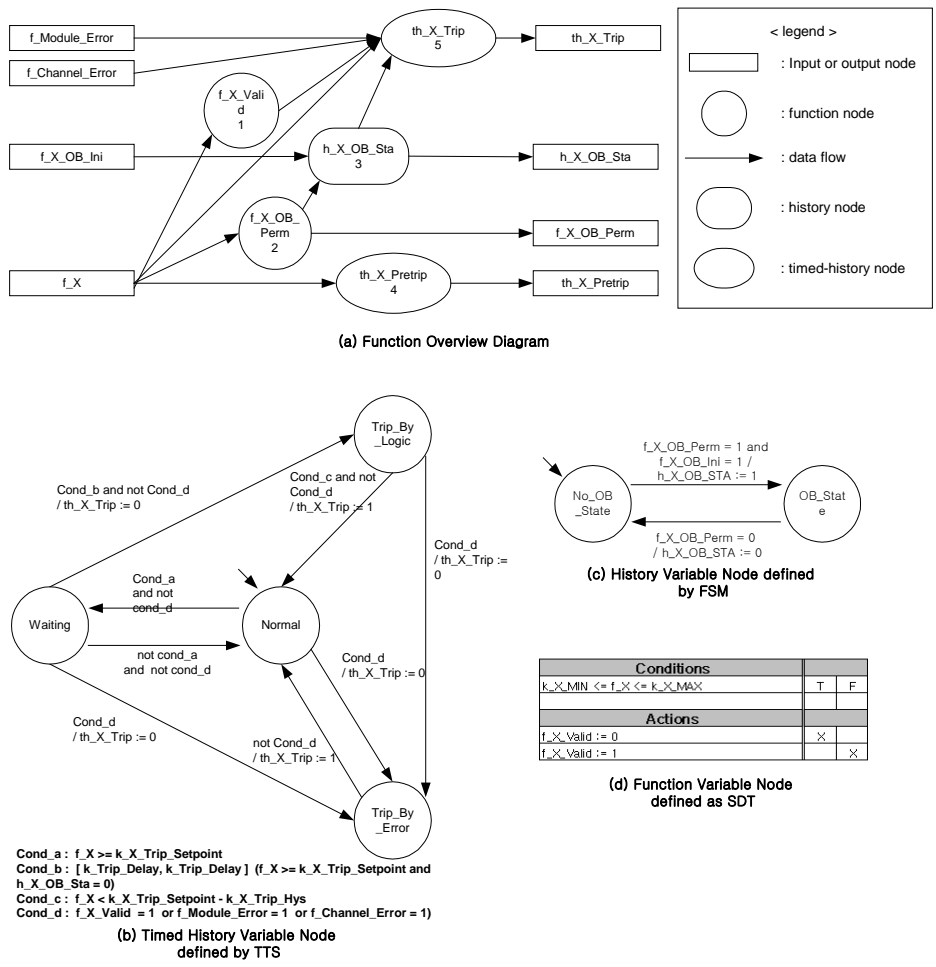 f_Module_Error
f_Channel_Error
f_X_OB_Ini
f_X
f_X_Vali
d
1
f_X_OB_
Perm
2
h_X_OB_Sta
3
th_X_Pretrip
4
th_X_Trip
5
th_X_Trip
h_X_OB_Sta
f_X_OB_Perm
th_X_Pretrip
< legend >
: Input or output node
: function node
: data flow
: history node
: timed-history node
(a) Function Overview Diagram
Trip_By
_Logic
Cond_b and not Cond_d
/ th_X_Trip := 0
Cond_c and not
Cond_d
/ th_X_Trip := 1
Cond_d
/ th_X_Trip :=
0
Cond_a
and not
cond_d
Waiting
Normal
not cond_a
and not cond_d
Cond_d
/ th_X_Trip := 0
Cond_d
/ th_X_Trip := 0
not Cond_d
/ th_X_Trip := 1
Trip_By
_Error
Cond_a : f_X >= k_X_Trip_Setpoint
Cond_b : [ k_Trip_Delay, k_Trip_Delay ] (f_X >= k_X_Trip_Setpoint and
h_X_OB_Sta = 0)
Cond_c : f_X < k_X_Trip_Setpoint - k_X_Trip_Hys
Cond_d : f_X_Valid = 1 or f_Module_Error = 1 or f_Channel_Error = 1)
(b) Timed History Variable Node
defined by TTS
f_X_OB_Perm = 1 and
f_X_OB_Ini = 1 /
h_X_OB_STA := 1
No_OB
_State
OB_Stat
e
f_X_OB_Perm = 0
/ h_X_OB_STA := 0
(c) History Variable Node defined
by FSM
Conditions
k_X_MIN <= f_X <= k_X_MAX T F
Actions
f_X_Valid := 0 X
f_X_Valid := 1 X
(d) Function Variable Node
defined as SDT